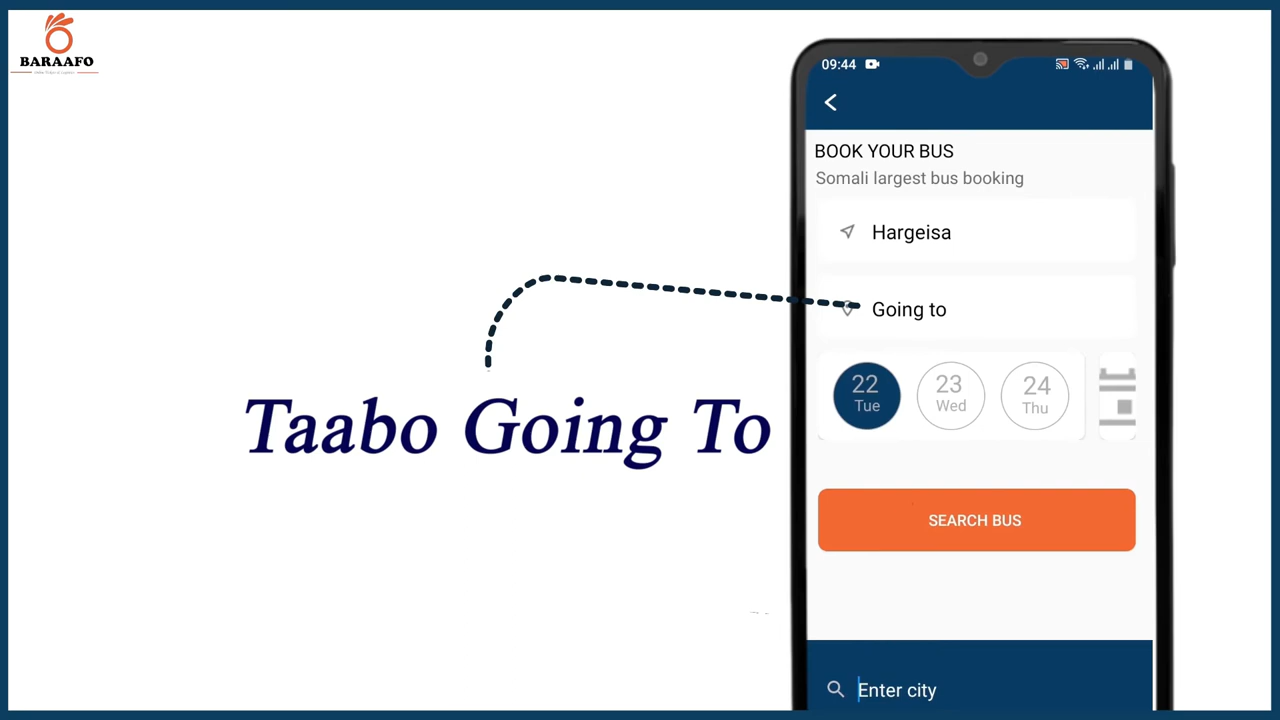 BARAAFO
09:44
BOOK YOUR BUS
Somali largest bus booking
Hargeisa
Going to
22 23 24
Tue Wed Thu
Taabo Going To
SEARCH BUS
Enter city